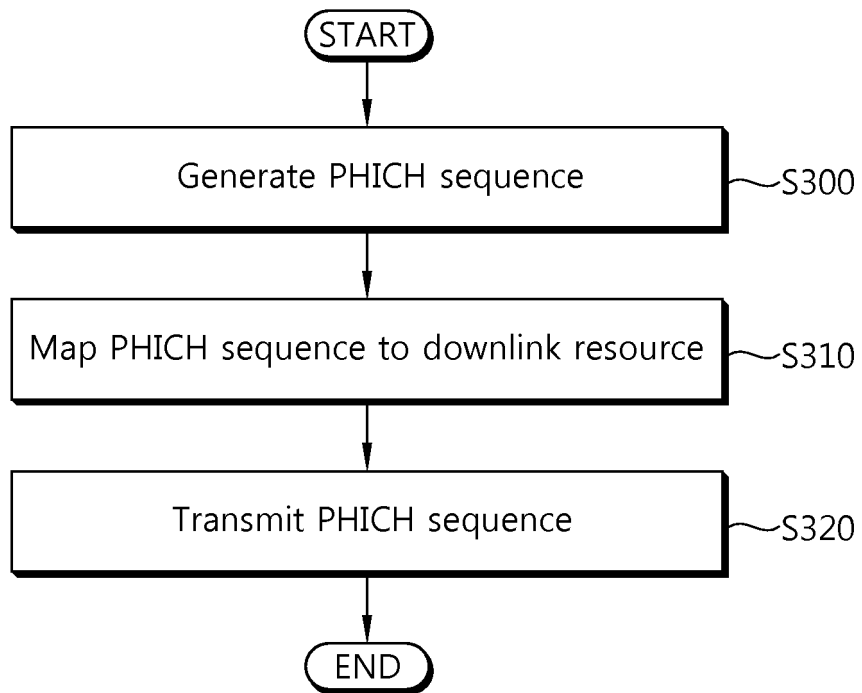 START
Generate PHICH sequence
S300
Map PHICH sequence to downlink resource
S310
Transmit PHICH sequence
S320
END